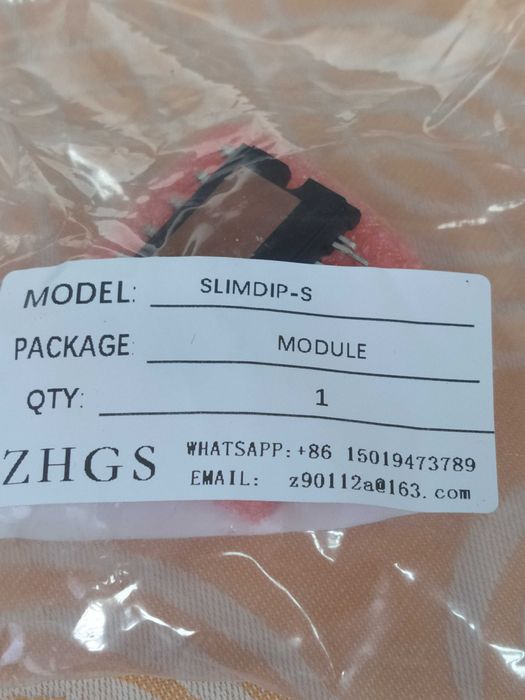 MODEL: SLIMDIP-S
PACKAGE: MODULE
QTY: 1
ZHGS WHATSAPP:+86 15019473789
EMAIL: z90112a@163.com